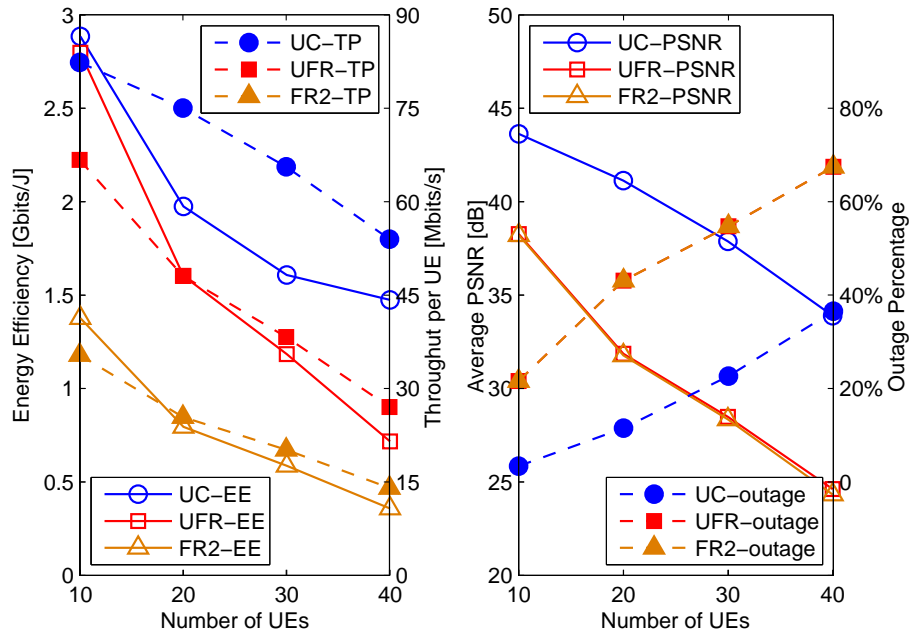 UC−TP
UFR−TP
FR2−TP
UC−EE
UFR−EE
FR2−EE
3
2.5
2
1.5
1
0.5
0
90
75
60
45
30
15
0
10 20 30 40
Energy Efficiency [Gbits/J]
Throughut per UE [Mbits/s]
Number of UEs
UC−PSNR
UFR−PSNR
FR2−PSNR
UC−outage
UFR−outage
FR2−outage
50
45
40
35
30
25
20
80%
60%
40%
20%
0
10 20 30 40
Average PSNR [dB]
Outage Percentage
Number of UEs